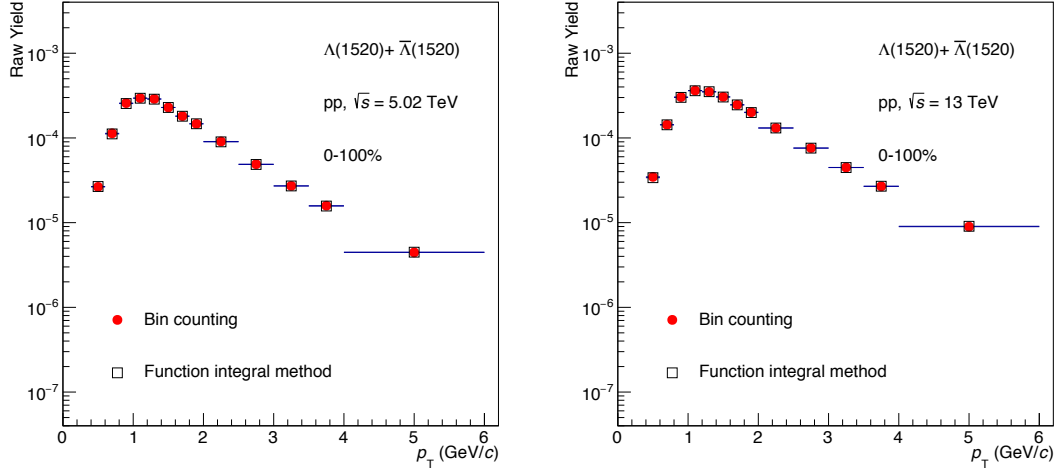 Raw Yield
10⁻³
10⁻⁴
10⁻⁵
10⁻⁶
10⁻⁷
Λ(1520)+ Λ̅(1520)
pp, √s = 5.02 TeV
0-100%
Bin counting
Function integral method
0 1 2 3 4 5 6
p_T (GeV/c)
Raw Yield
10⁻³
10⁻⁴
10⁻⁵
10⁻⁶
10⁻⁷
Λ(1520)+ Λ̅(1520)
pp, √s = 13 TeV
0-100%
Bin counting
Function integral method
0 1 2 3 4 5 6
p_T (GeV/c)